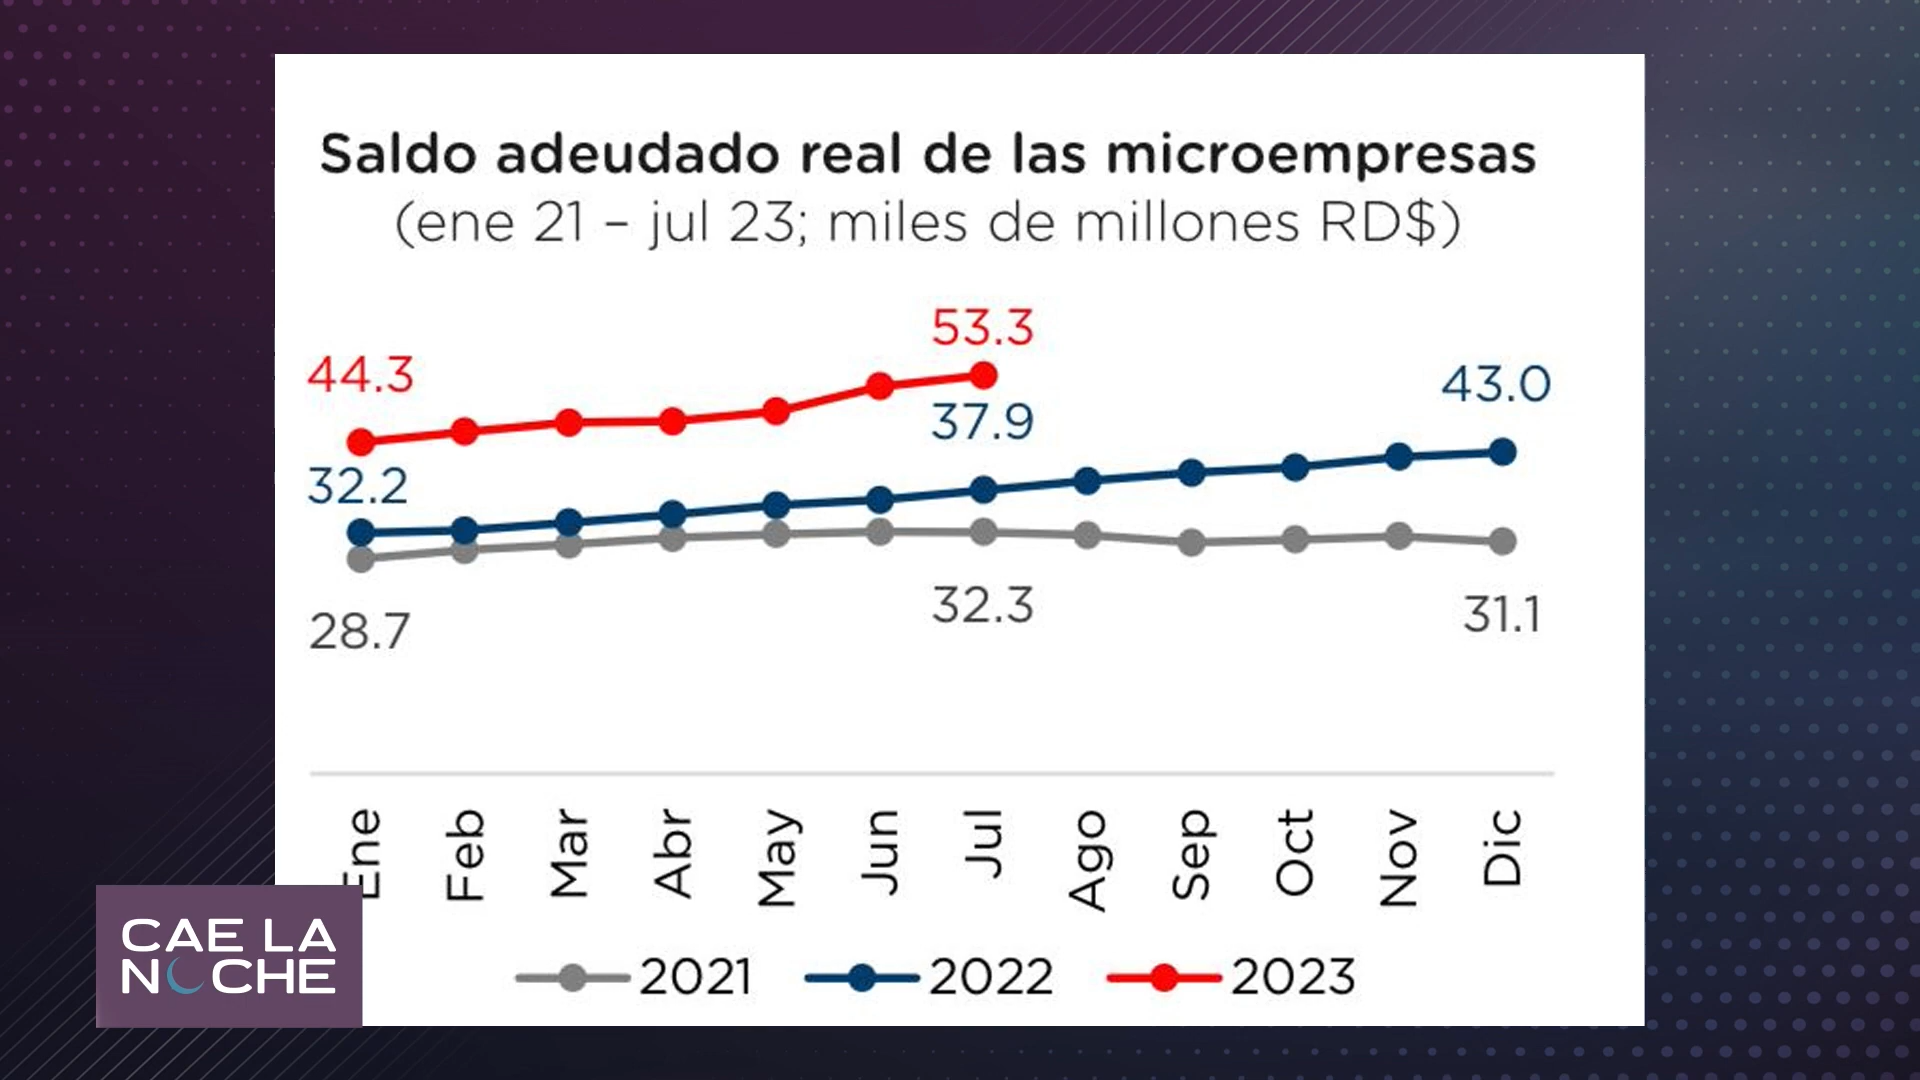 Saldo adeudado real de las microempresas
(ene 21 – jul 23; miles de millones RD$)
53.3
44.3
43.0
37.9
32.2
32.3
31.1
28.7
Ene Feb Mar Abr May Jun Jul Ago Sep Oct Nov Dic
2021 2022 2023
CAE LA
NOCHE